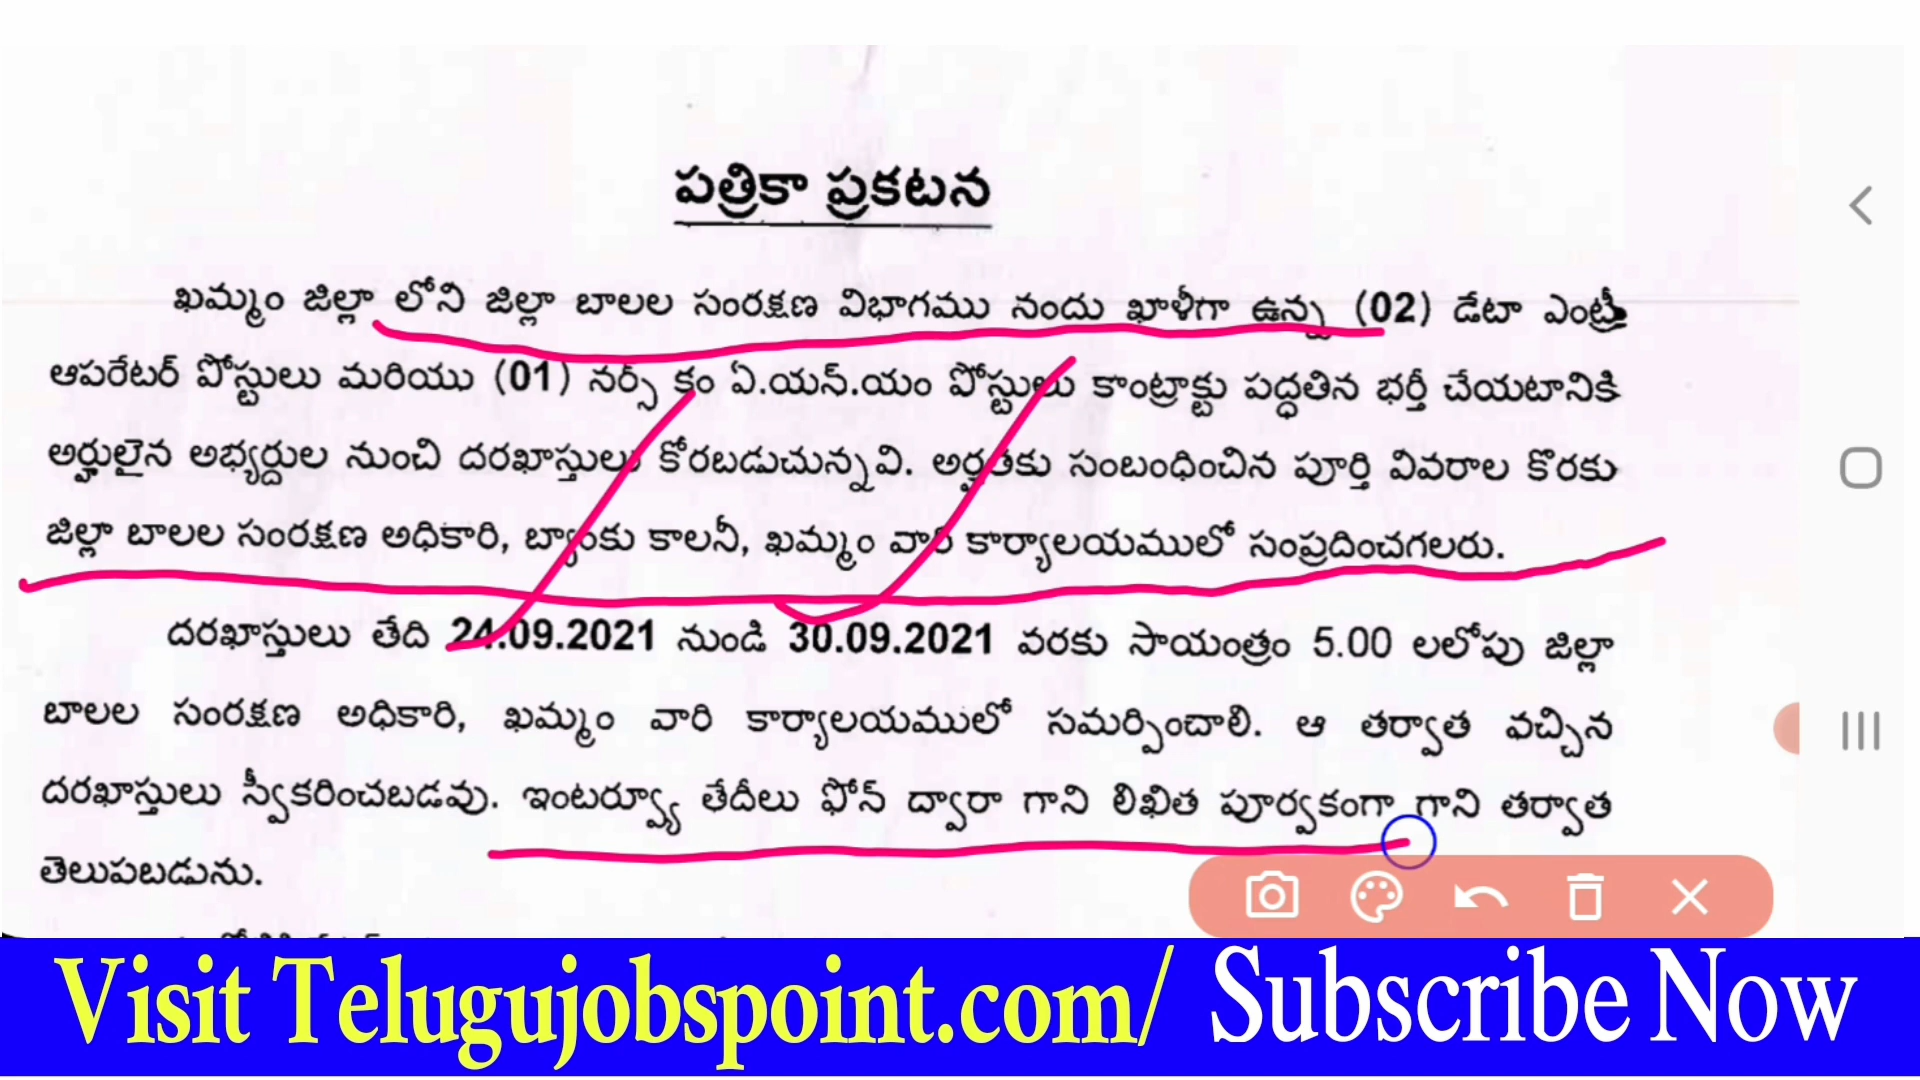 పత్రికా ప్రకటన
ఖమ్మం జిల్లా లోని జిల్లా బాలల సంరక్షణ విభాగము నందు ఖాళీగా ఉన్న (02) డేటా ఎంట్రీ
ఆపరేటర్ పోస్టులు మరియు (01) నర్స్ కం ఏ.యన్.యం పోస్టులు కాంట్రాక్టు పద్ధతిన భర్తీ చేయటానికి
అర్హులైన అభ్యర్దుల నుంచి దరఖాస్తులు కోరబడుచున్నవి. అర్హతకు సంబంధించిన పూర్తి వివరాల కొరకు
జిల్లా బాలల సంరక్షణ అధికారి, బ్యాంకు కాలనీ, ఖమ్మం వారి కార్యాలయములో సంప్రదించగలరు.
దరఖాస్తులు తేది 24.09.2021 నుండి 30.09.2021 వరకు సాయంత్రం 5.00 లలోపు జిల్లా
బాలల సంరక్షణ అధికారి, ఖమ్మం వారి కార్యాలయములో సమర్పించాలి. ఆ తర్వాత వచ్చిన
దరఖాస్తులు స్వీకరించబడవు. ఇంటర్వ్యూ తేదీలు ఫోన్ ద్వారా గాని లిఖిత పూర్వకంగా గాని తర్వాత
తెలుపబడును.
Visit Telugujobspoint.com/ Subscribe Now